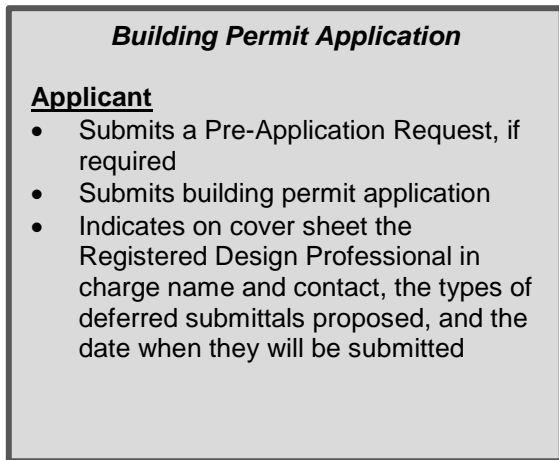 Building Permit Application
Applicant
• Submits a Pre-Application Request, if
required
• Submits building permit application
• Indicates on cover sheet the
Registered Design Professional in
charge name and contact, the types of
deferred submittals proposed, and the
date when they will be submitted